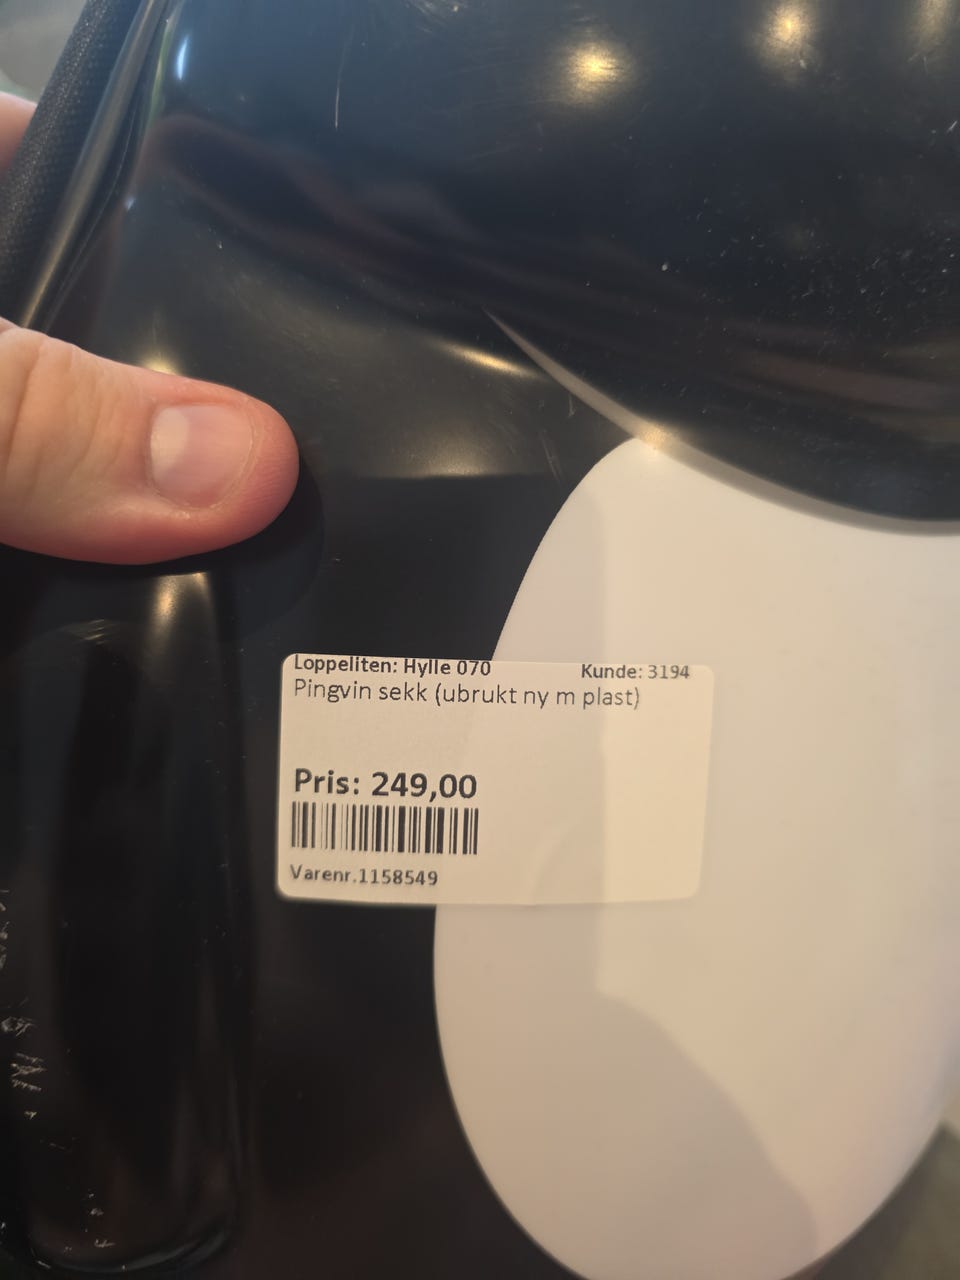 Loppeliten: Hylle 070 Kunde: 3194
Pingvin sekk (ubrukt ny m plast)
Pris: 249,00
Varenr.1158549